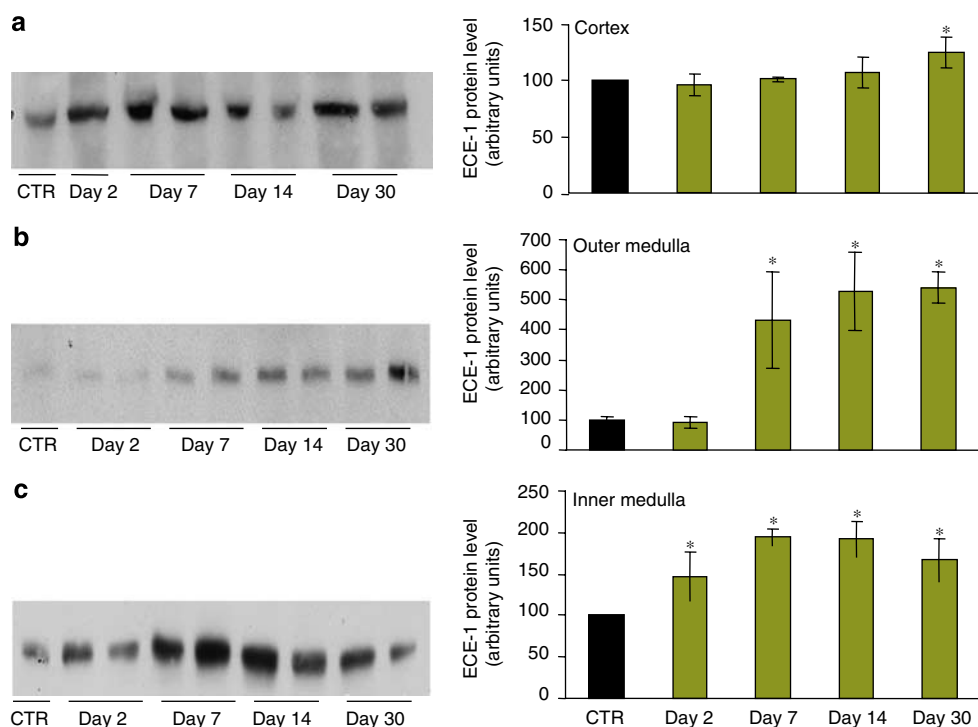 a
CTR Day 2 Day 7 Day 14 Day 30
ECE-1 protein level
(arbitrary units)
150
100
50
0
Cortex
*
b
CTR Day 2 Day 7 Day 14 Day 30
ECE-1 protein level
(arbitrary units)
700
600
500
400
300
200
100
0
Outer medulla
* * *
c
CTR Day 2 Day 7 Day 14 Day 30
ECE-1 protein level
(arbitrary units)
250
200
150
100
50
0
Inner medulla
* * * *
CTR Day 2 Day 7 Day 14 Day 30